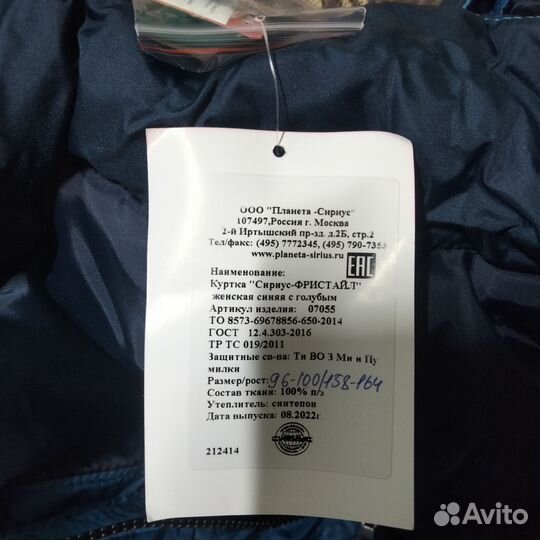 ООО "Планета -Сириус"
107497,Россия г. Москва
2-й Иртышский пр-зд. д.2Б, стр.2
Тел/факс: (495) 7772345, (495) 790-7353
www.planeta-sirius.ru
EAC
Наименование:
Куртка "Сириус-ФРИСТАЙЛ"
женская синяя с голубым
Артикул изделия: 07055
ТО 8573-69678856-650-2014
ГОСТ 12.4.303-2016
ТР ТС 019/2011
Защитные св-ва: Тн ВО З Ми и Пу
милки
Размер/рост: 96-100/158-164
Состав ткани: 100% п/э
Утеплитель: синтепон
Дата выпуска: 08.2022г.
СИРИУС
212414
Avito